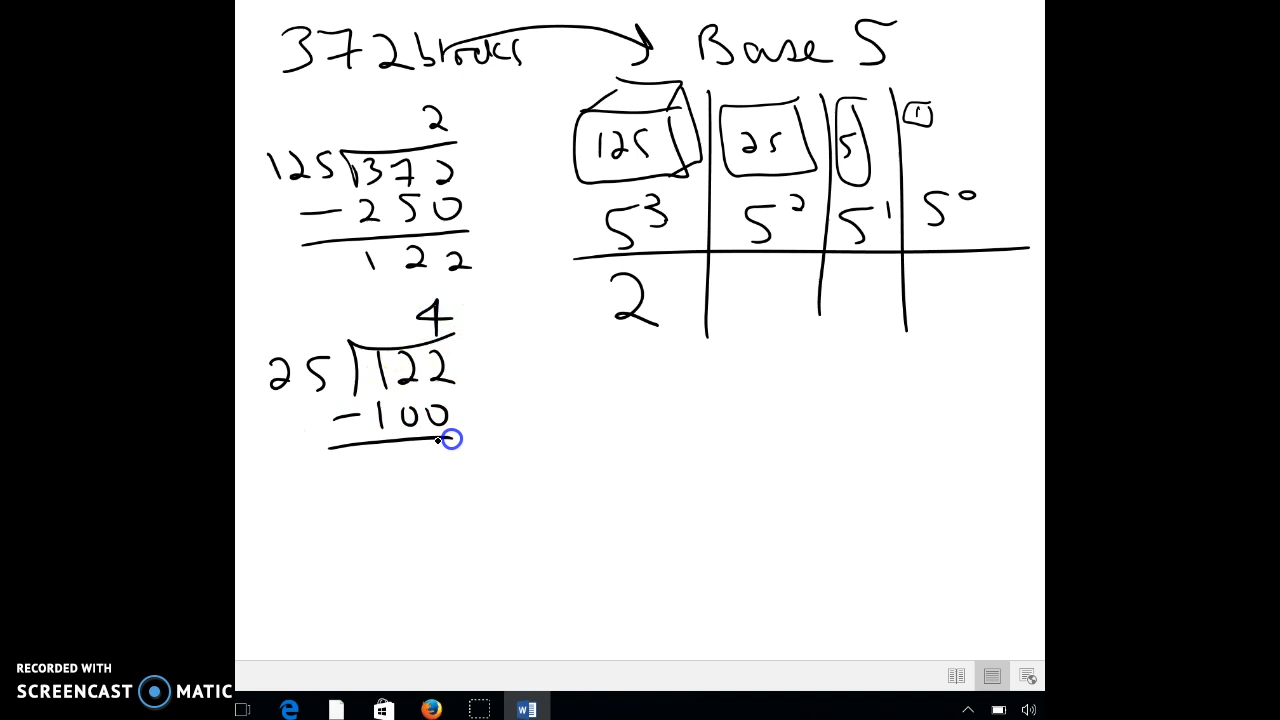 372 blocks Base 5
2
125 372
- 250
122
4
25 122
- 100
125 25 5 1
5³ 5² 5¹ 5⁰
2
RECORDED WITH
SCREENCAST MATIC